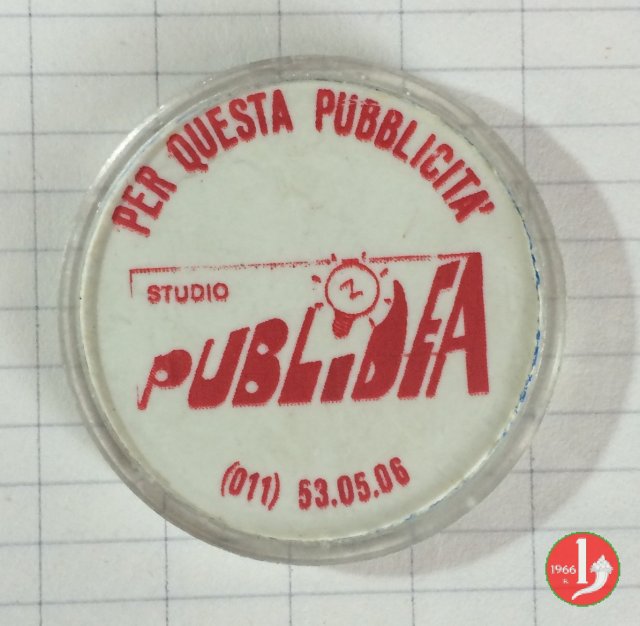 PER QUESTA PUBBLICITA'
STUDIO
PUBLIDEA
(011) 53.05.06
1966
R.